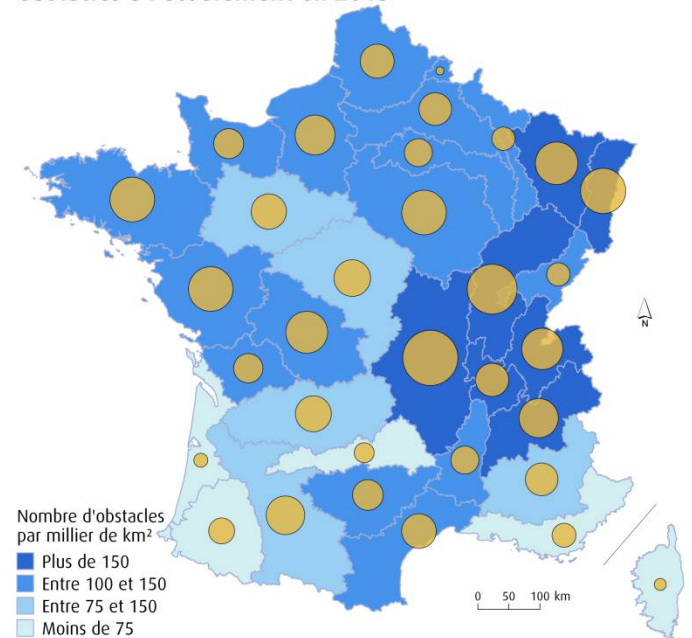 N
Nombre d'obstacles
par millier de km²
Plus de 150
Entre 100 et 150
Entre 75 et 150
Moins de 75
0 50 100 km